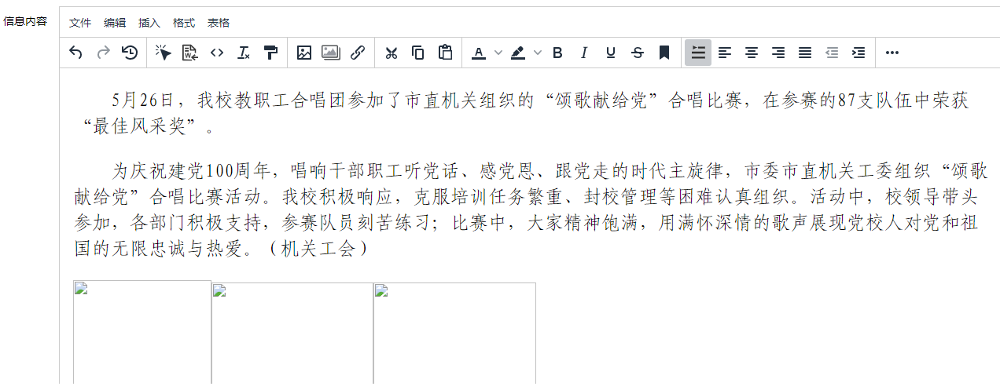 信息内容
文件 编辑 插入 格式 表格
5月26日，我校教职工合唱团参加了市直机关组织的“颂歌献给党”合唱比赛，在参赛的87支队伍中荣获
“最佳风采奖”。
为庆祝建党100周年，唱响干部职工听党话、感党恩、跟党走的时代主旋律，市委市直机关工委组织“颂歌
献给党”合唱比赛活动。我校积极响应，克服培训任务繁重、封校管理等困难认真组织。活动中，校领导带头
参加，各部门积极支持，参赛队员刻苦练习；比赛中，大家精神饱满，用满怀深情的歌声展现党校人对党和祖
国的无限忠诚与热爱。（机关工会）